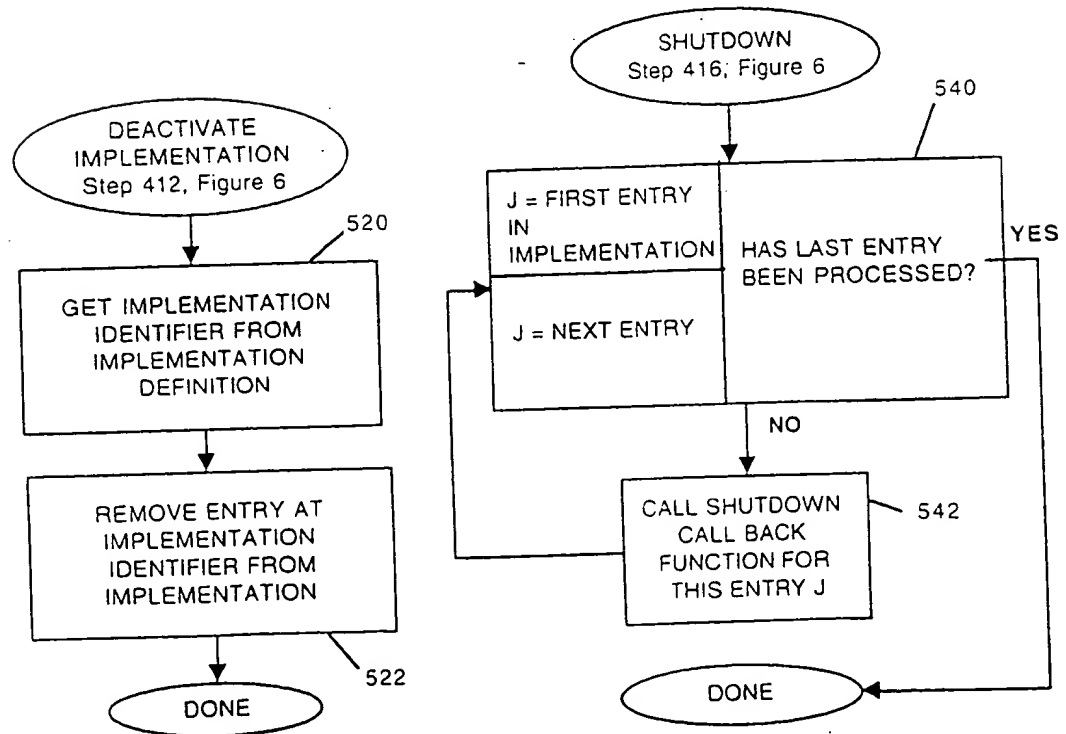 DEACTIVATE
IMPLEMENTATION
Step 412, Figure 6
520
GET IMPLEMENTATION
IDENTIFIER FROM
IMPLEMENTATION
DEFINITION
REMOVE ENTRY AT
IMPLEMENTATION
IDENTIFIER FROM
IMPLEMENTATION
522
DONE
SHUTDOWN
Step 416, Figure 6
540
J = FIRST ENTRY
IN
IMPLEMENTATION
J = NEXT ENTRY
HAS LAST ENTRY
BEEN PROCESSED?
YES
NO
CALL SHUTDOWN
CALL BACK
FUNCTION FOR
THIS ENTRY J
542
DONE